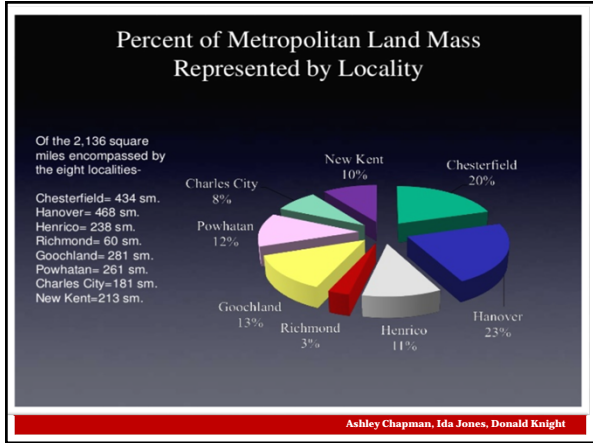 Percent of Metropolitan Land Mass
Represented by Locality
Of the 2,136 square
miles encompassed by
the eight localities-
Chesterfield= 434 sm.
Hanover= 468 sm.
Henrico= 238 sm.
Richmond= 60 sm.
Goochland= 281 sm.
Powhatan= 261 sm.
Charles City=181 sm.
New Kent=213 sm.
New Kent
10%
Chesterfield
20%
Charles City
8%
Powhatan
12%
Goochland
13%
Richmond
3%
Henrico
11%
Hanover
23%
Ashley Chapman, Ida Jones, Donald Knight